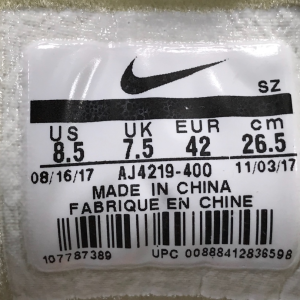 SZ
US UK EUR cm
8.5 7.5 42 26.5
08/16/17 AJ4219-400 11/03/17
MADE IN CHINA
FABRIQUE EN CHINE
107787389 UPC 00888412836598